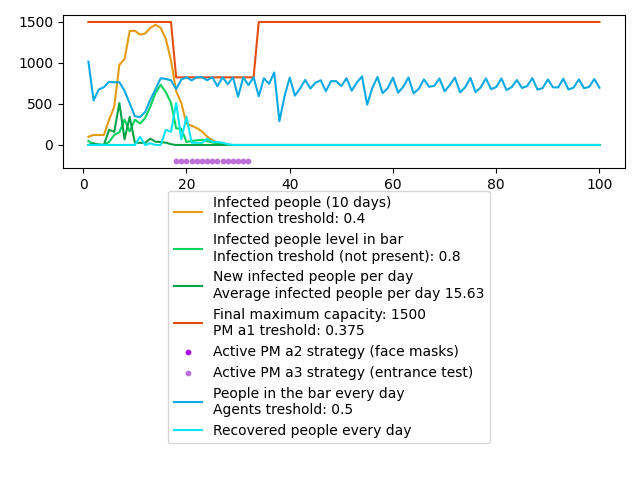 1500
1000
500
0
0
20
40
60
80
100
Infected people (10 days)
Infection treshold: 0.4
Infected people level in bar
Infection treshold (not present): 0.8
New infected people per day
Average infected people per day 15.63
Final maximum capacity: 1500
PM a1 treshold: 0.375
Active PM a2 strategy (face masks)
Active PM a3 strategy (entrance test)
People in the bar every day
Agents treshold: 0.5
Recovered people every day